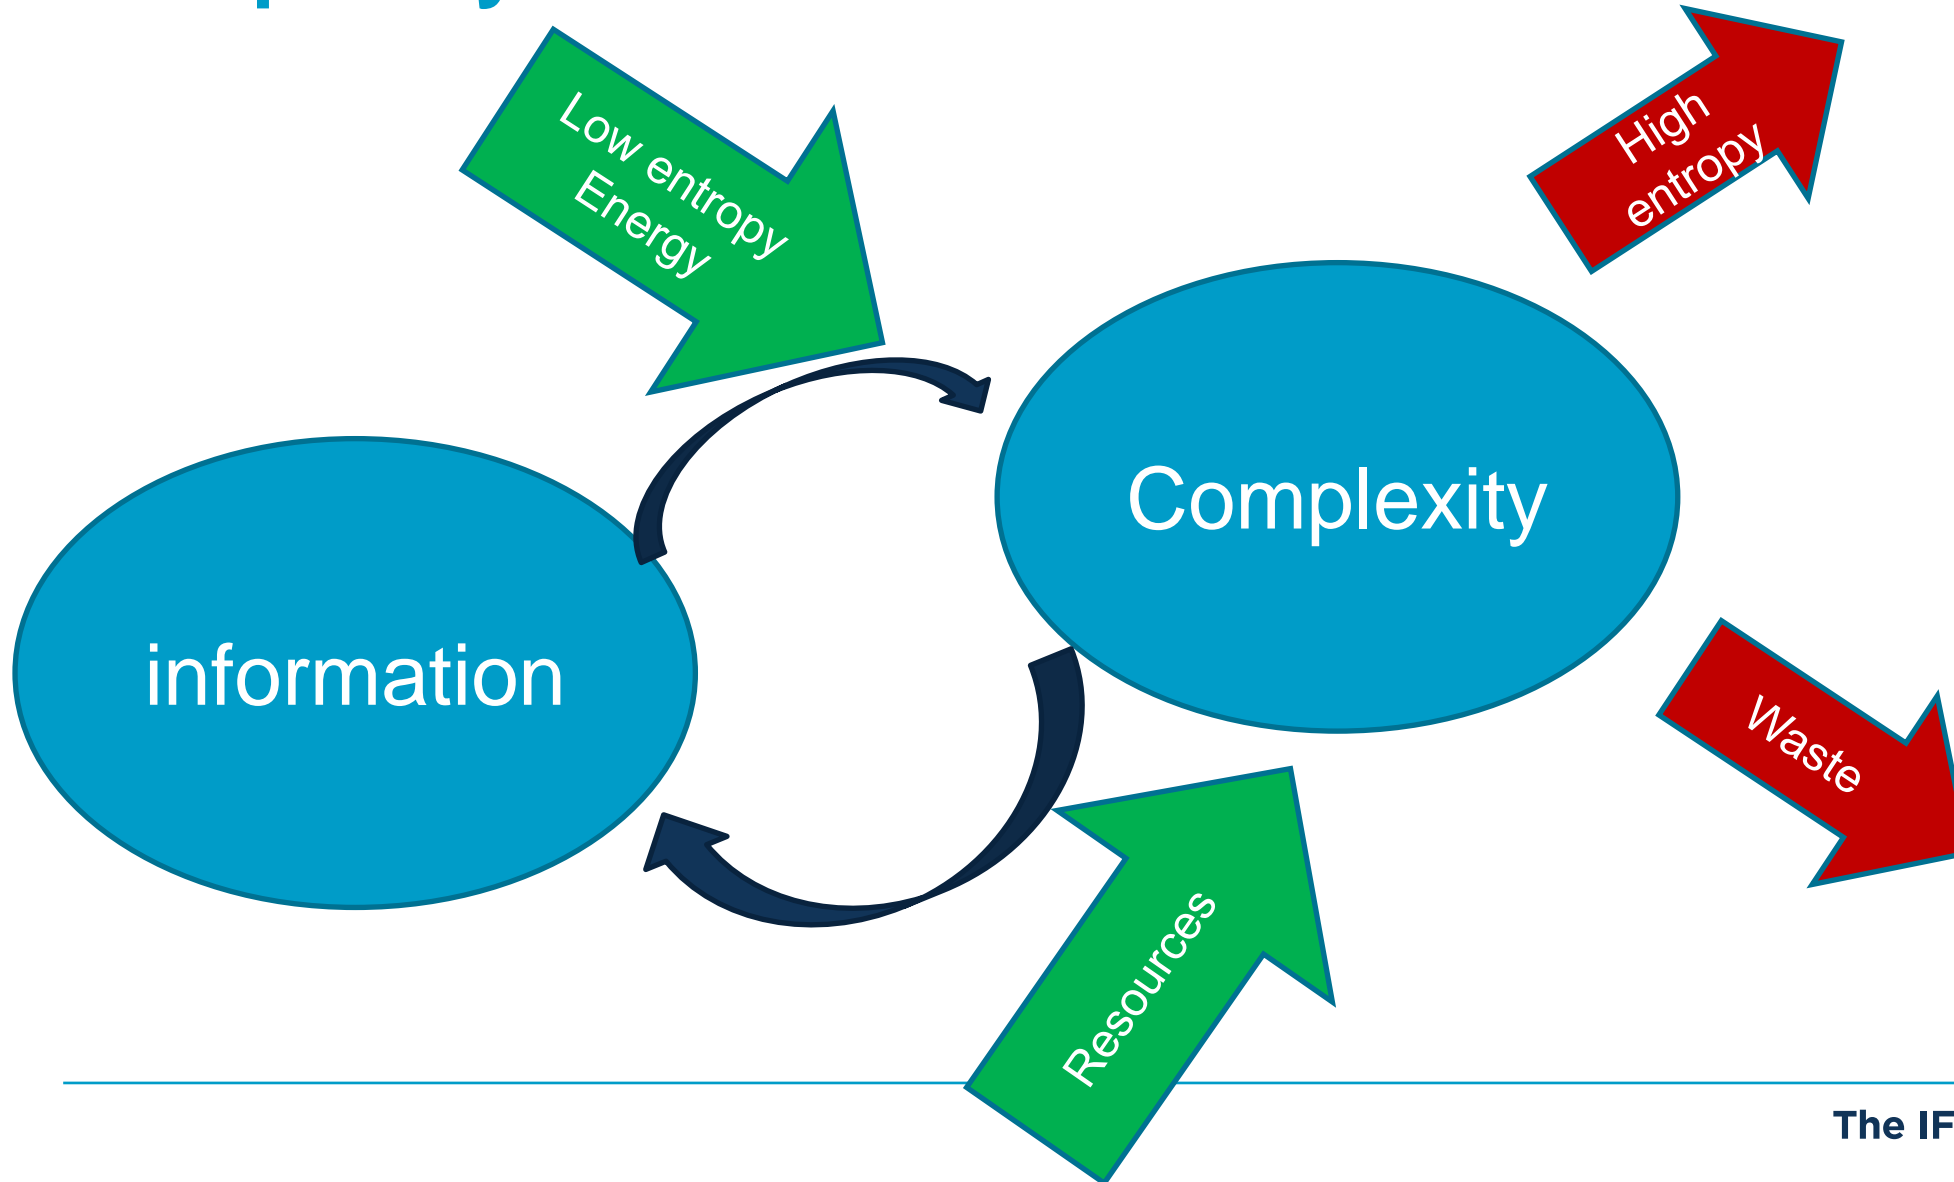 Low entropy
Energy
High
entropy
Complexity
information
Waste
Resources
The IF